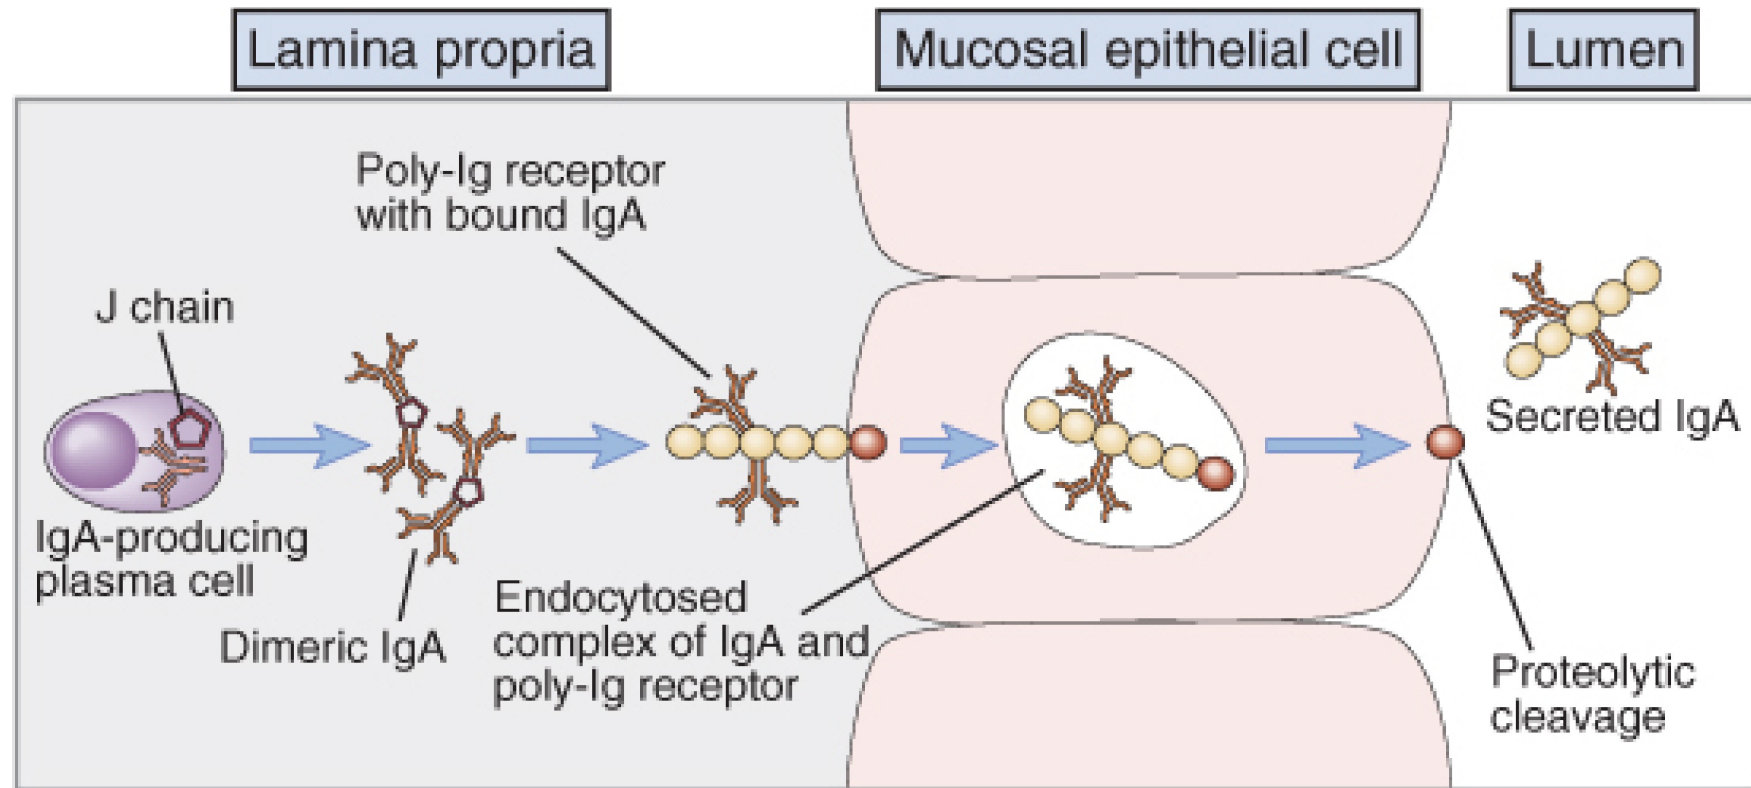 Lamina propria
Mucosal epithelial cell
Lumen
Poly-Ig receptor
with bound IgA
J chain
IgA-producing
plasma cell
Dimeric IgA
Endocytosed
complex of IgA and
poly-Ig receptor
Secreted IgA
Proteolytic
cleavage